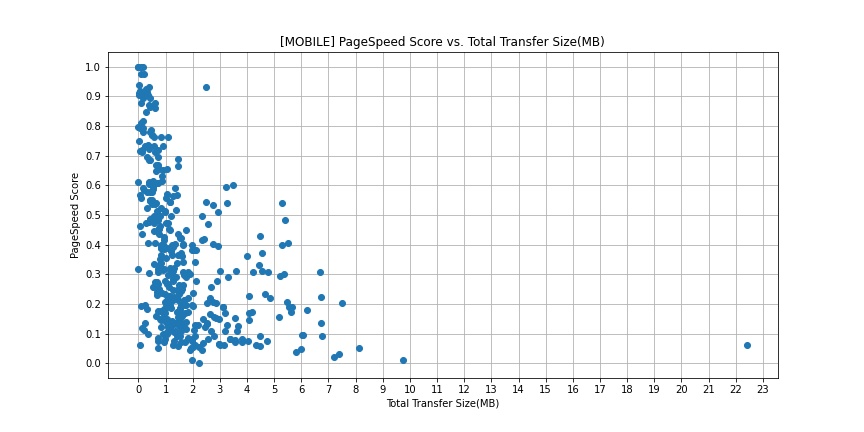 [MOBILE] PageSpeed Score vs. Total Transfer Size(MB)
1.0
0.9
0.8
0.7
0.6
0.5
0.4
0.3
0.2
0.1
0.0
PageSpeed Score
0 1 2 3 4 5 6 7 8 9 10 11 12 13 14 15 16 17 18 19 20 21 22 23
Total Transfer Size(MB)